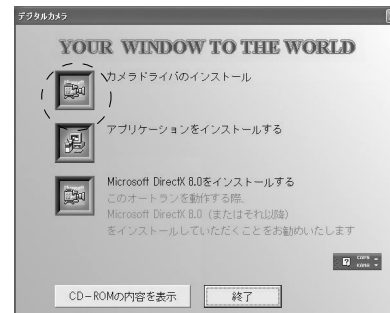 デジタルカメラ
YOUR WINDOW TO THE WORLD
カメラドライバのインストール
アプリケーションをインストールする
Microsoft DirectX 8.0をインストールする
このオートランを動作する際、
Microsoft DirectX 8.0（またはそれ以降）
をインストールしていただくことをお勧めいたします
?
CD-ROMの内容を表示
終了